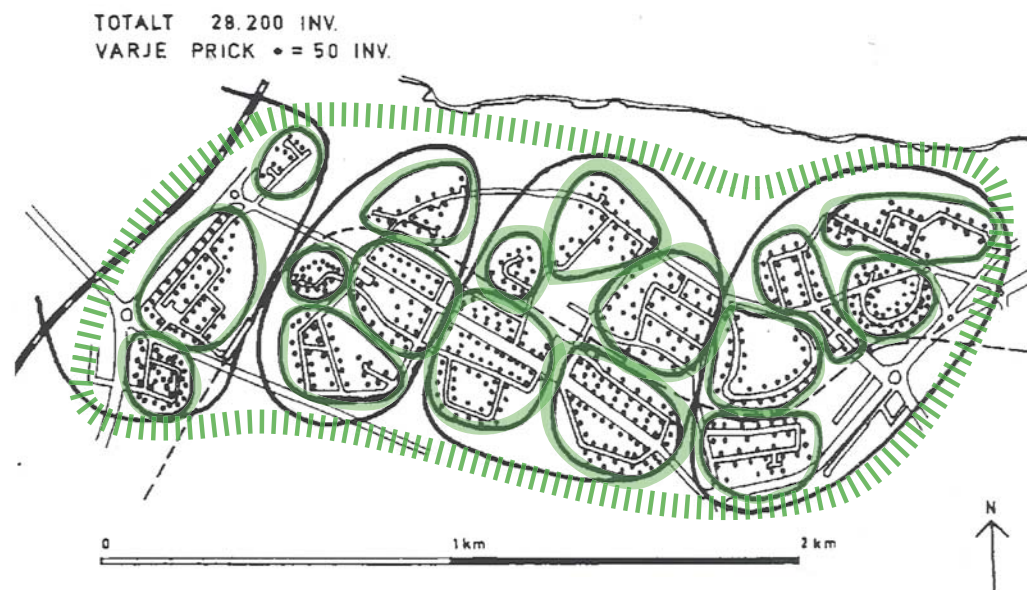 TOTALT 28.200 INV.
VARJE PRICK • = 50 INV.
N
0 1 km 2 km